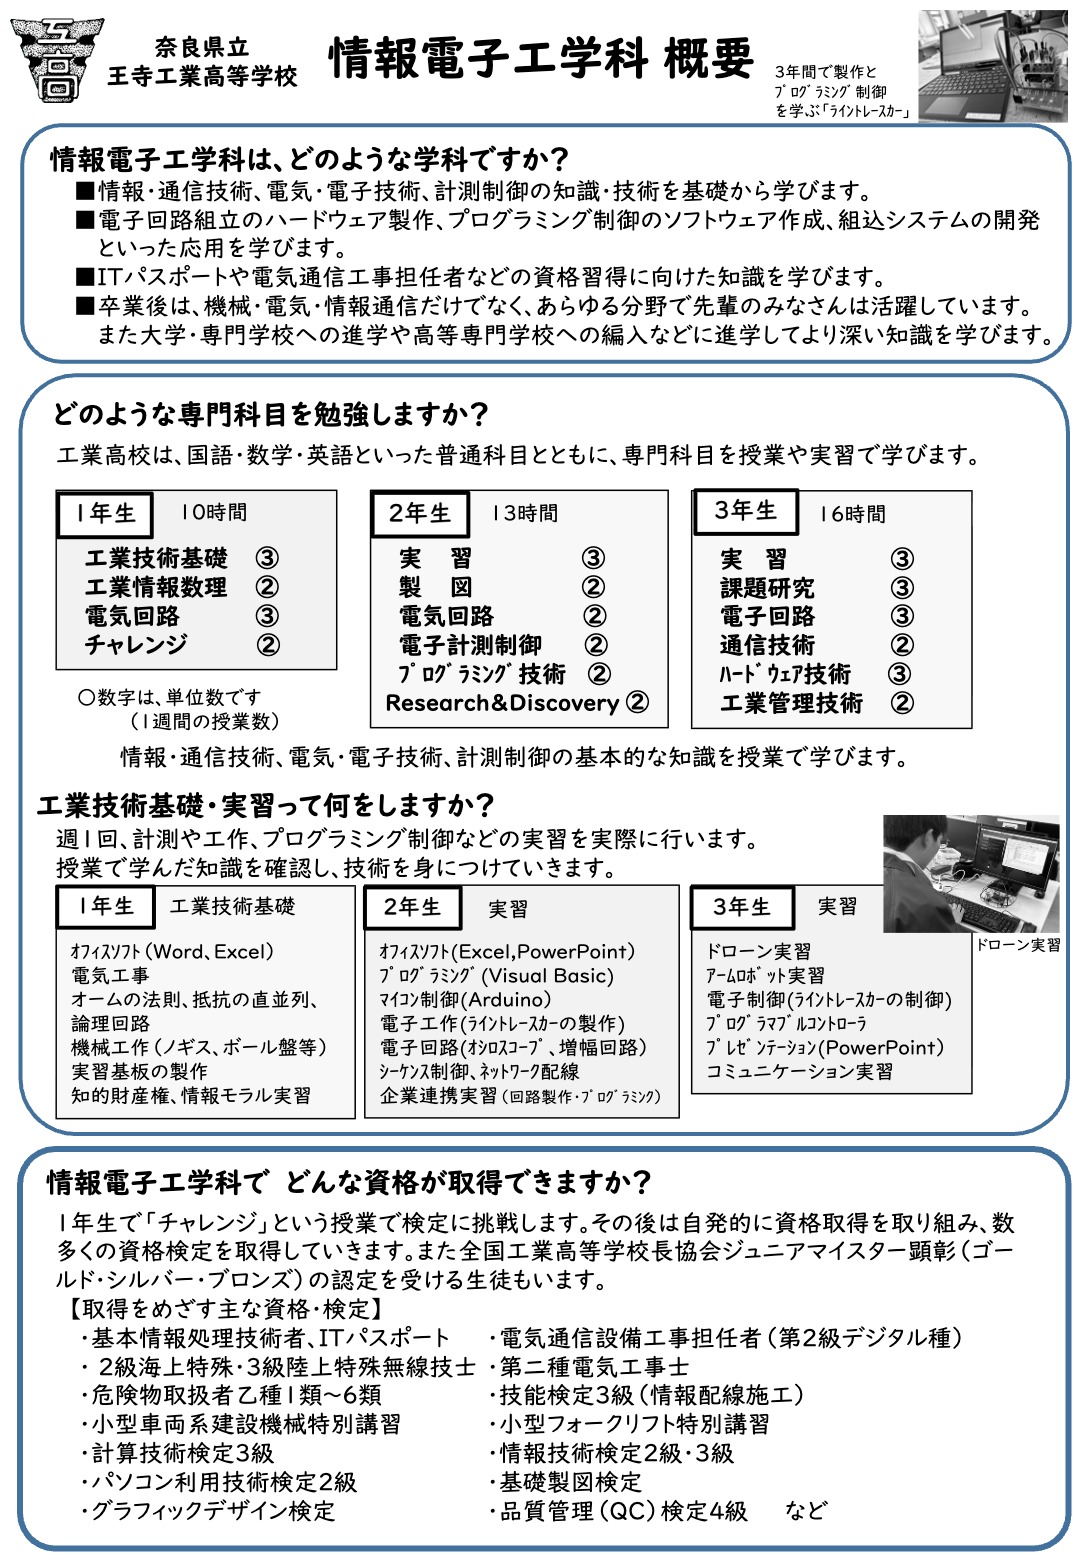 奈良県立
王寺工業高等学校
情報電子工学科 概要
3年間で製作と
ﾌﾟﾛｸﾞﾗﾐﾝｸﾞ制御
を学ぶ「ﾗｲﾝﾄﾚｰｽｶｰ」
情報電子工学科は、どのような学科ですか？
■情報・通信技術、電気・電子技術、計測制御の知識・技術を基礎から学びます。
■電子回路組立のハードウェア製作、プログラミング制御のソフトウェア作成、組込システムの開発
といった応用を学びます。
■ITパスポートや電気通信工事担任者などの資格習得に向けた知識を学びます。
■卒業後は、機械・電気・情報通信だけでなく、あらゆる分野で先輩のみなさんは活躍しています。
また大学・専門学校への進学や高等専門学校への編入などに進学してより深い知識を学びます。
どのような専門科目を勉強しますか？
工業高校は、国語・数学・英語といった普通科目とともに、専門科目を授業や実習で学びます。
1年生 10時間
工業技術基礎 ③
工業情報数理 ②
電気回路 ③
チャレンジ ②
○数字は、単位数です
（1週間の授業数）
2年生 13時間
実 習 ③
製 図 ②
電気回路 ②
電子計測制御 ②
ﾌﾟﾛｸﾞﾗﾐﾝｸﾞ技術 ②
Research&Discovery ②
3年生 16時間
実 習 ③
課題研究 ③
電子回路 ③
通信技術 ②
ﾊｰﾄﾞｳｪｱ技術 ③
工業管理技術 ②
情報・通信技術、電気・電子技術、計測制御の基本的な知識を授業で学びます。
工業技術基礎・実習って何をしますか？
週1回、計測や工作、プログラミング制御などの実習を実際に行います。
授業で学んだ知識を確認し、技術を身につけていきます。
1年生 工業技術基礎
ｵﾌｨｽｿﾌﾄ（Word、Excel）
電気工事
オームの法則、抵抗の直並列、
論理回路
機械工作（ノギス、ボール盤等）
実習基板の製作
知的財産権、情報モラル実習
2年生 実習
ｵﾌｨｽｿﾌﾄ(Excel,PowerPoint)
ﾌﾟﾛｸﾞﾗﾐﾝｸﾞ(Visual Basic)
ﾏｲｺﾝ制御(Arduino)
電子工作(ﾗｲﾝﾄﾚｰｽｶｰの製作)
電子回路(ｵｼﾛｽｺｰﾌﾟ、増幅回路)
ｼｰｹﾝｽ制御、ﾈｯﾄﾜｰｸ配線
企業連携実習（回路製作・ﾌﾟﾛｸﾞﾗﾐﾝｸﾞ）
3年生 実習
ドローン実習
ｱｰﾑﾛﾎﾞｯﾄ実習
電子制御(ﾗｲﾝﾄﾚｰｽｶｰの制御)
ﾌﾟﾛｸﾞﾗﾏﾌﾞﾙｺﾝﾄﾛｰﾗ
ﾌﾟﾚｾﾞﾝﾃｰｼｮﾝ(PowerPoint)
コミュニケーション実習
ドローン実習
情報電子工学科で どんな資格が取得できますか？
1年生で「チャレンジ」という授業で検定に挑戦します。その後は自発的に資格取得を取り組み、数
多くの資格検定を取得していきます。また全国工業高等学校長協会ジュニアマイスター顕彰（ゴー
ルド・シルバー・ブロンズ）の認定を受ける生徒もいます。
【取得をめざす主な資格・検定】
・基本情報処理技術者、ITパスポート ・電気通信設備工事担任者（第2級デジタル種）
・2級海上特殊・3級陸上特殊無線技士 ・第二種電気工事士
・危険物取扱者乙種1類～6類 ・技能検定3級（情報配線施工）
・小型車両系建設機械特別講習 ・小型フォークリフト特別講習
・計算技術検定3級 ・情報技術検定2級・3級
・パソコン利用技術検定2級 ・基礎製図検定
・グラフィックデザイン検定 ・品質管理（QC）検定4級 など